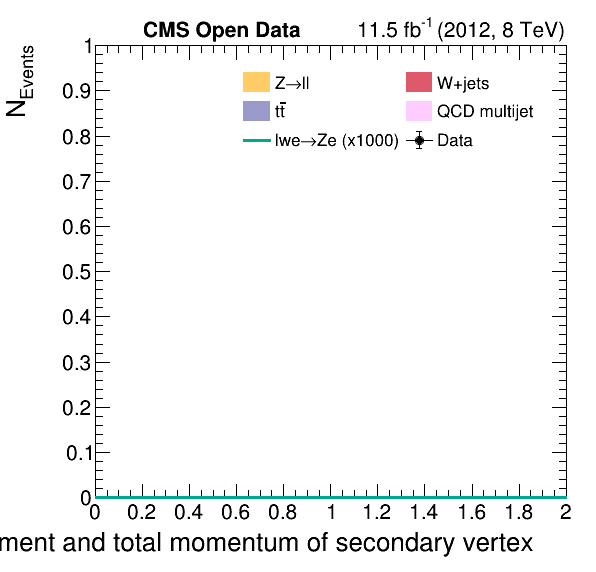 CMS Open Data 11.5 fb⁻¹ (2012, 8 TeV)
N_Events
Z→ll W+jets
tt̄ QCD multijet
lwe→Ze (x1000) Data
1
0.9
0.8
0.7
0.6
0.5
0.4
0.3
0.2
0.1
0
0 0.2 0.4 0.6 0.8 1 1.2 1.4 1.6 1.8 2
ment and total momentum of secondary vertex